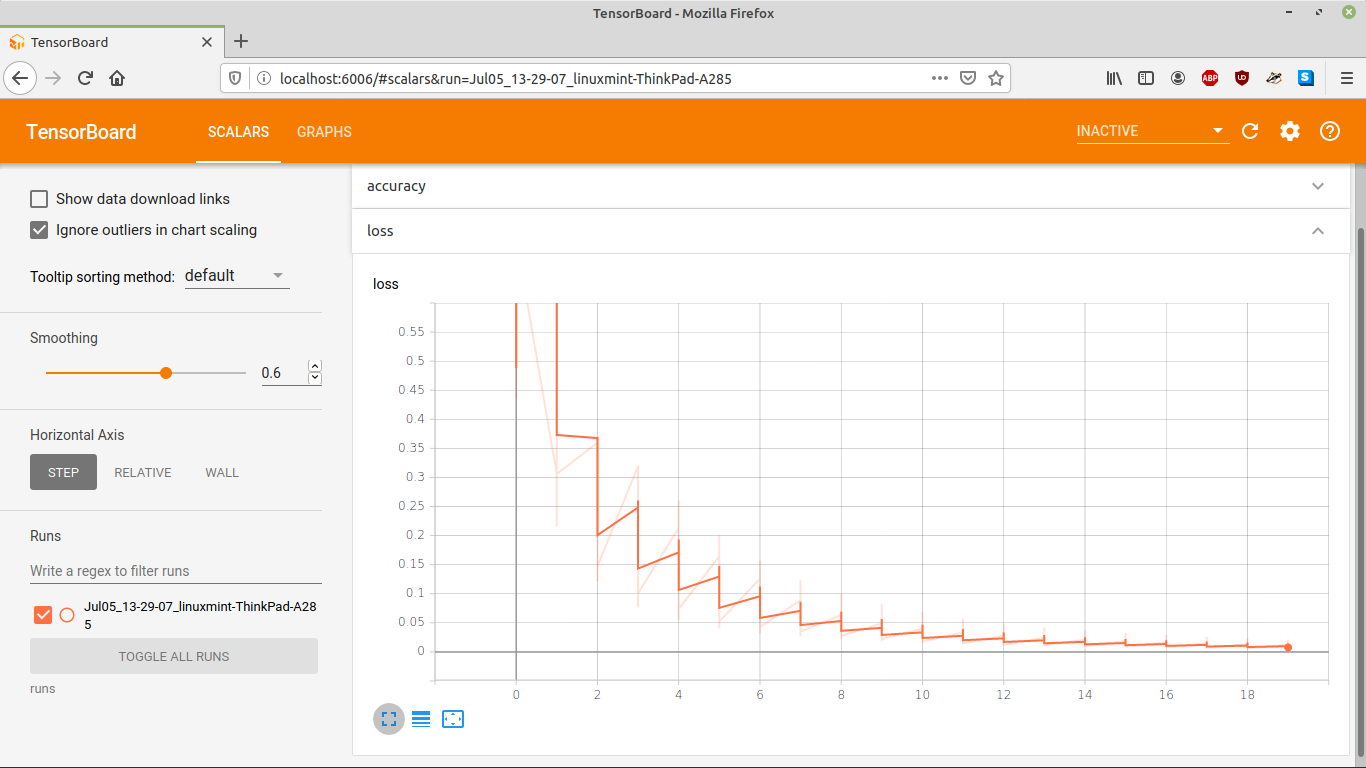 TensorBoard - Mozilla Firefox
TensorBoard
localhost:6006/#scalars&run=Jul05_13-29-07_linuxmint-ThinkPad-A285
ABP
UD
S
TensorBoard
SCALARS
GRAPHS
INACTIVE
Show data download links
Ignore outliers in chart scaling
Tooltip sorting method:
default
Smoothing
0.6
Horizontal Axis
STEP
RELATIVE
WALL
Runs
Write a regex to filter runs
Jul05_13-29-07_linuxmint-ThinkPad-A28
5
TOGGLE ALL RUNS
runs
accuracy
loss
loss
0.55
0.5
0.45
0.4
0.35
0.3
0.25
0.2
0.15
0.1
0.05
0
0
2
4
6
8
10
12
14
16
18